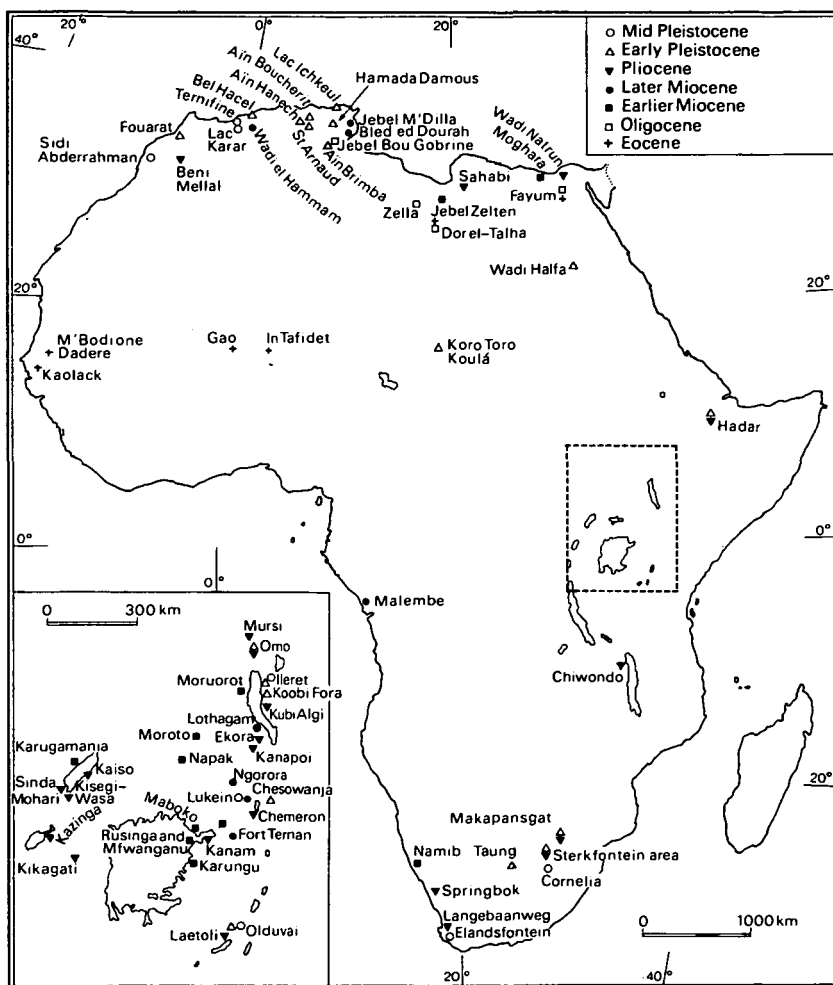 40°
20°
0°
20°
Mid Pleistocene
Early Pleistocene
Pliocene
Later Miocene
Earlier Miocene
Oligocene
Eocene
Lac Ichkeul
Aïn Boucherin
Aïn Hanech
Bel Hacel
Ternifine
Hamada Damous
Fouarat
Lac
Karar
Jebel M'Dilla
Bled ed Dourah
Jebel Bou Gobrine
Sidi
Abderrahman
Beni
Mellal
Wadi el Hammam
St Arnaud
Aïn Brimba
Wadi Natrun
Moghara
Sahabi
Fayum
Zella
Jebel Zelten
Dorel-Talha
Wadi Halfa
20°
20°
M'Bodione
Dadere
Kaolack
Gao
In Tafidet
Koro Toro
Koulá
Hadar
0°
0°
Malembe
Chiwondo
20°
Makapansgat
Namib
Taung
Sterkfontein area
Cornelia
Springbok
Langebaanweg
Elandsfontein
0
1000 km
20°
40°
0°
0
300 km
Mursi
Omo
Ileret
Moruorot
Koobi Fora
Kubi Algi
Lothagam
Moroto
Ekora
Kanapoi
Karugamania
Napak
Ngorora
Kaiso
Sinda
Mohari
Kisegi-
Wasa
Lukeino
Chesowanja
Chemeron
Kazinga
Maboko
Rusinga and
Mfwanganu
Kanam
Fort Ternan
Kikagati
Karungu
Laetoli
Olduvai